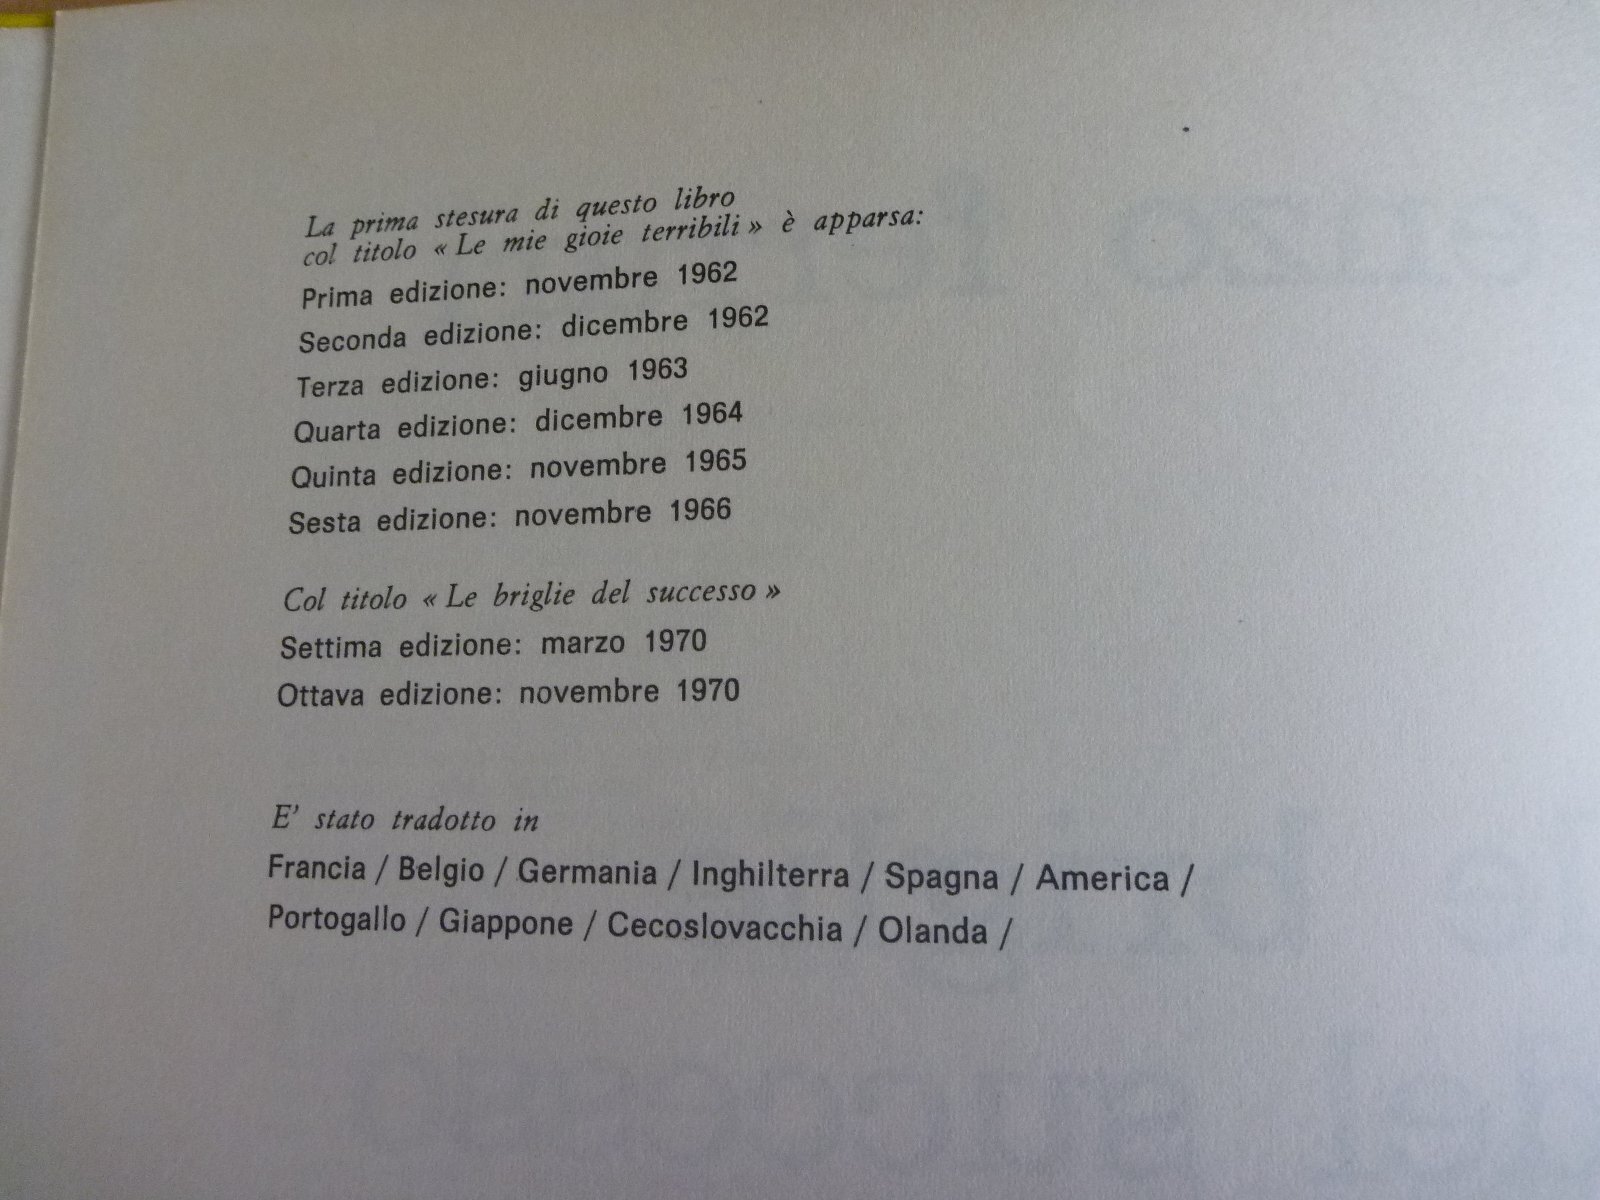 La prima stesura di questo libro
col titolo « Le mie gioie terribili » è apparsa:
Prima edizione: novembre 1962
Seconda edizione: dicembre 1962
Terza edizione: giugno 1963
Quarta edizione: dicembre 1964
Quinta edizione: novembre 1965
Sesta edizione: novembre 1966
Col titolo « Le briglie del successo »
Settima edizione: marzo 1970
Ottava edizione: novembre 1970
E' stato tradotto in
Francia / Belgio / Germania / Inghilterra / Spagna / America /
Portogallo / Giappone / Cecoslovacchia / Olanda /